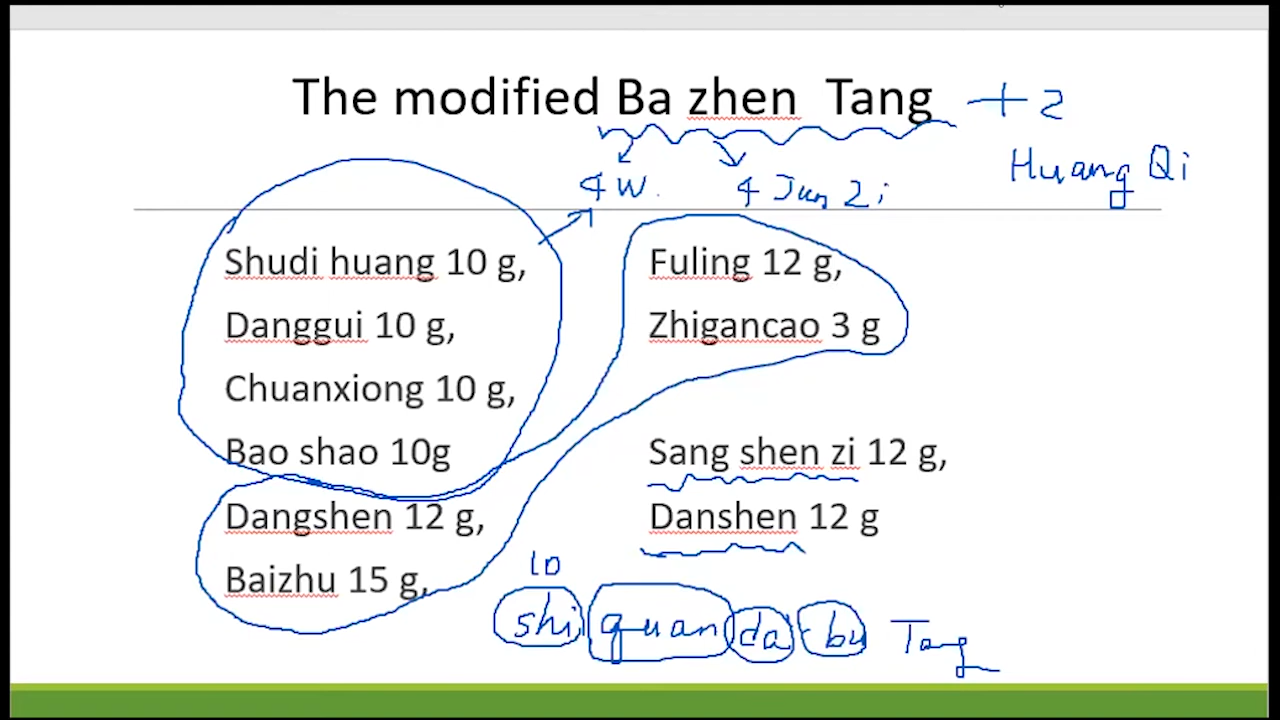 The modified Ba zhen Tang + 2
Huang Qi
4 W. 4 Jun Zi
Shudi huang 10 g,
Danggui 10 g,
Chuanxiong 10 g,
Bao shao 10g
Dangshen 12 g,
Baizhu 15 g,
Fuling 12 g,
Zhigancao 3 g
Sang shen zi 12 g,
Danshen 12 g
10
shi quan da bu Tang